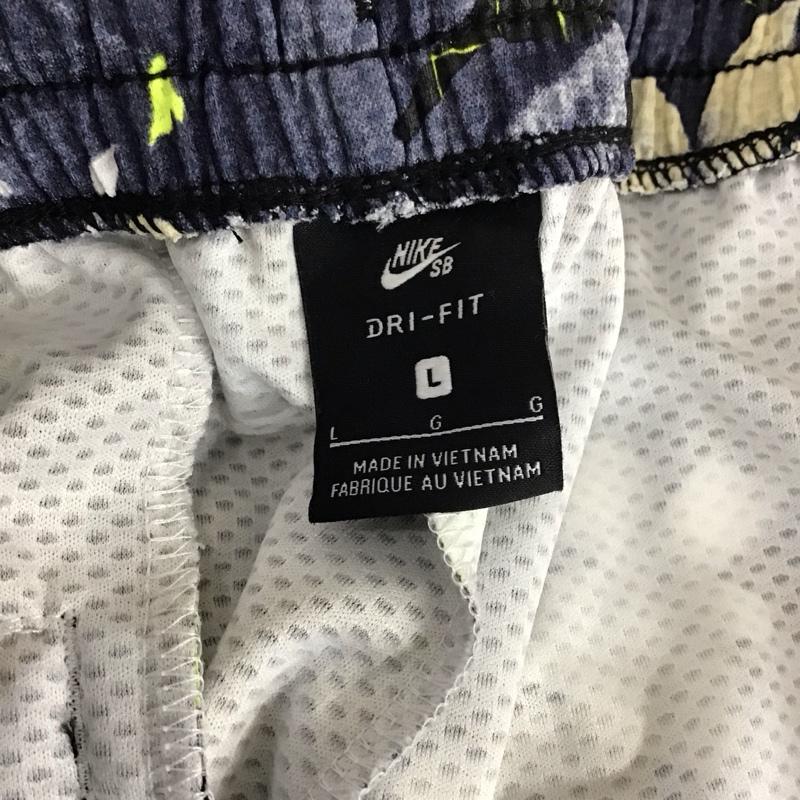 NIKE
SB
DRI-FIT
L
L G G
MADE IN VIETNAM
FABRIQUE AU VIETNAM